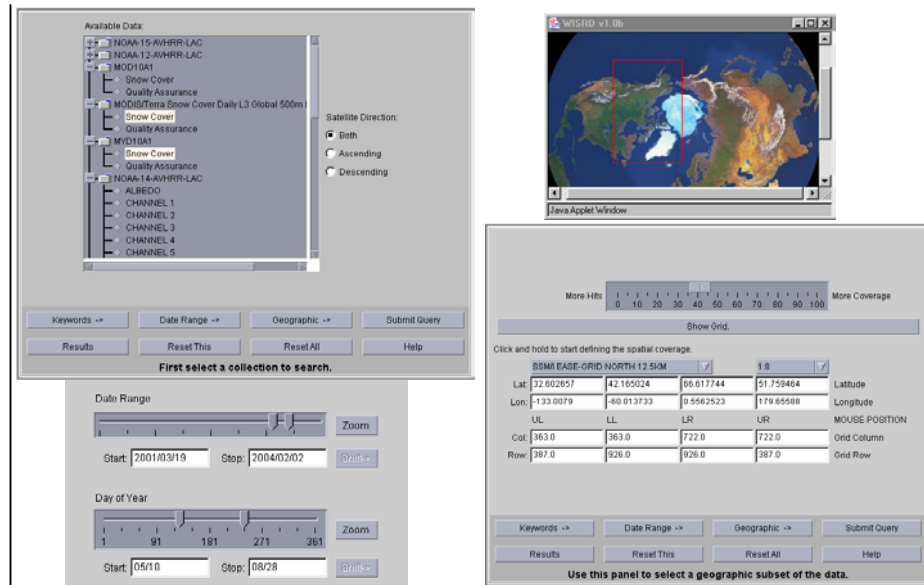 Available Data:
NOAA-15-AVHRR-LAC
NOAA-12-AVHRR-LAC
MOD10A1
Snow Cover
Quality Assurance
MODIS/Terra Snow Cover Daily L3 Global 500m
Snow Cover
Quality Assurance
MYD10A1
Snow Cover
Quality Assurance
NOAA-14-AVHRR-LAC
ALBEDO
CHANNEL 1
CHANNEL 2
CHANNEL 3
CHANNEL 4
CHANNEL 5
Satellite Direction:
Both
Ascending
Descending
Keywords -> Date Range -> Geographic -> Submit Query
Results Reset This Reset All Help
First select a collection to search.
Date Range
Zoom
Start: 2001/03/19 Stop: 2004/02/02
Day of Year
1 91 181 271 361
Zoom
Start: 05/10 Stop: 08/28
WISRD v1.0b
Java Applet Window
More Hits 0 10 20 30 40 50 60 70 80 90 100 More Coverage
Show Grid.
Click and hold to start defining the spatial coverage.
SSM/I EASE-GRID NORTH 12.5KM 1:8
Lat: 32.602657 42.165024 66.617744 51.759464 Latitude
Lon: -133.0079 -60.013733 0.5562523 179.65588 Longitude
UL LL LR UR MOUSE POSITION
Col: 363.0 363.0 722.0 722.0 Grid Column
Row: 387.0 926.0 926.0 387.0 Grid Row
Keywords -> Date Range -> Geographic -> Submit Query
Results Reset This Reset All Help
Use this panel to select a geographic subset of the data.